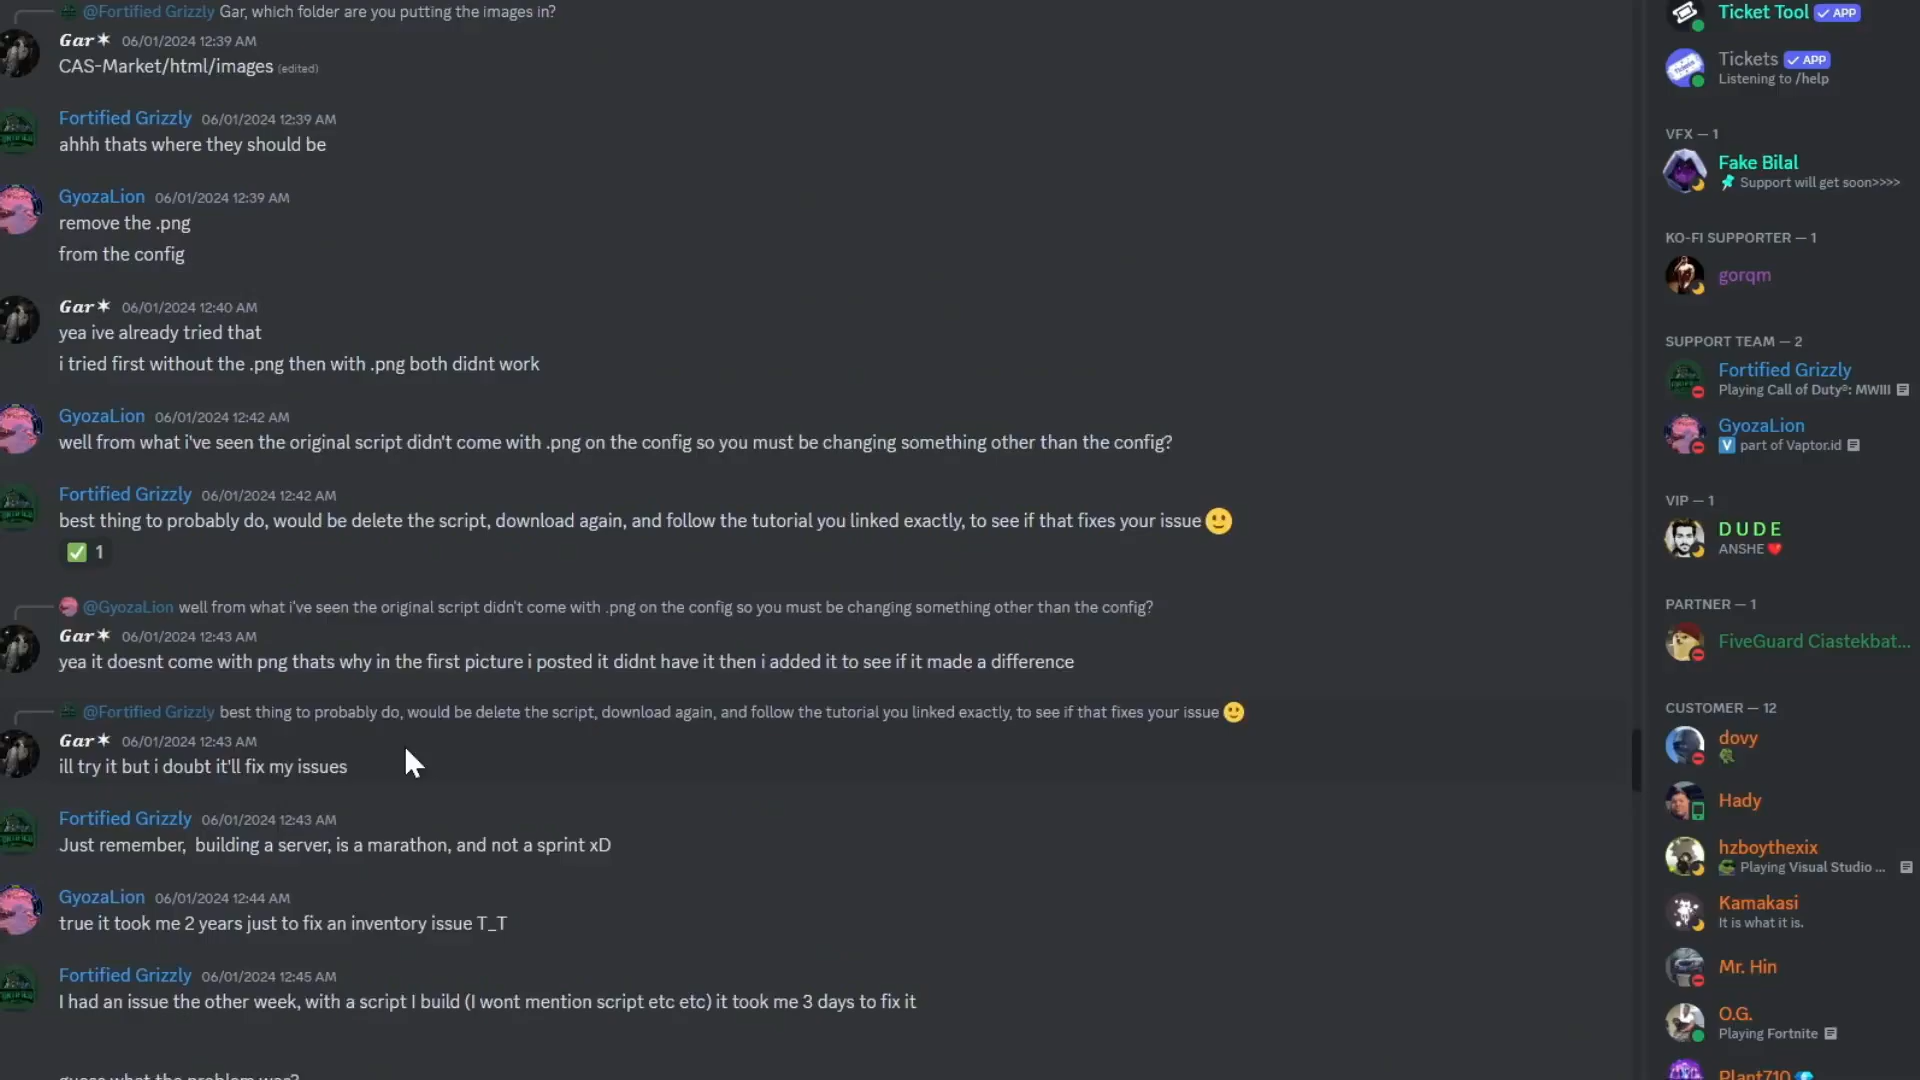 @Fortified Grizzly Gar, which folder are you putting the images in?
Gar✶ 06/01/2024 12:39 AM
CAS-Market/html/images (edited)
Fortified Grizzly 06/01/2024 12:39 AM
ahhh thats where they should be
GyozaLion 06/01/2024 12:39 AM
remove the .png
from the config
Gar✶ 06/01/2024 12:40 AM
yea ive already tried that
i tried first without the .png then with .png both didnt work
GyozaLion 06/01/2024 12:42 AM
well from what i've seen the original script didn't come with .png on the config so you must be changing something other than the config?
Fortified Grizzly 06/01/2024 12:42 AM
best thing to probably do, would be delete the script, download again, and follow the tutorial you linked exactly, to see if that fixes your issue 🙂
✅ 1
@GyozaLion well from what i've seen the original script didn't come with .png on the config so you must be changing something other than the config?
Gar✶ 06/01/2024 12:43 AM
yea it doesnt come with png thats why in the first picture i posted it didnt have it then i added it to see if it made a difference
@Fortified Grizzly best thing to probably do, would be delete the script, download again, and follow the tutorial you linked exactly, to see if that fixes your issue 🙂
Gar✶ 06/01/2024 12:43 AM
ill try it but i doubt it'll fix my issues
Fortified Grizzly 06/01/2024 12:43 AM
Just remember, building a server, is a marathon, and not a sprint xD
GyozaLion 06/01/2024 12:44 AM
true it took me 2 years just to fix an inventory issue T_T
Fortified Grizzly 06/01/2024 12:45 AM
I had an issue the other week, with a script I build (I wont mention script etc etc) it took me 3 days to fix it
guess what the problem was?
Ticket Tool ✓ APP
Tickets ✓ APP
Listening to /help
VFX — 1
Fake Bilal
Support will get soon>>>>
KO-FI SUPPORTER — 1
gorqm
SUPPORT TEAM — 2
Fortified Grizzly
Playing Call of Duty®: MWIII
GyozaLion
V part of Vaptor.id
VIP — 1
D U D E
ANSHE ❤️
PARTNER — 1
FiveGuard Ciastekbat...
CUSTOMER — 12
dovy
Hady
hzboythexix
Playing Visual Studio ...
Kamakasi
It is what it is.
Mr. Hin
O.G.
Playing Fortnite
Plant710